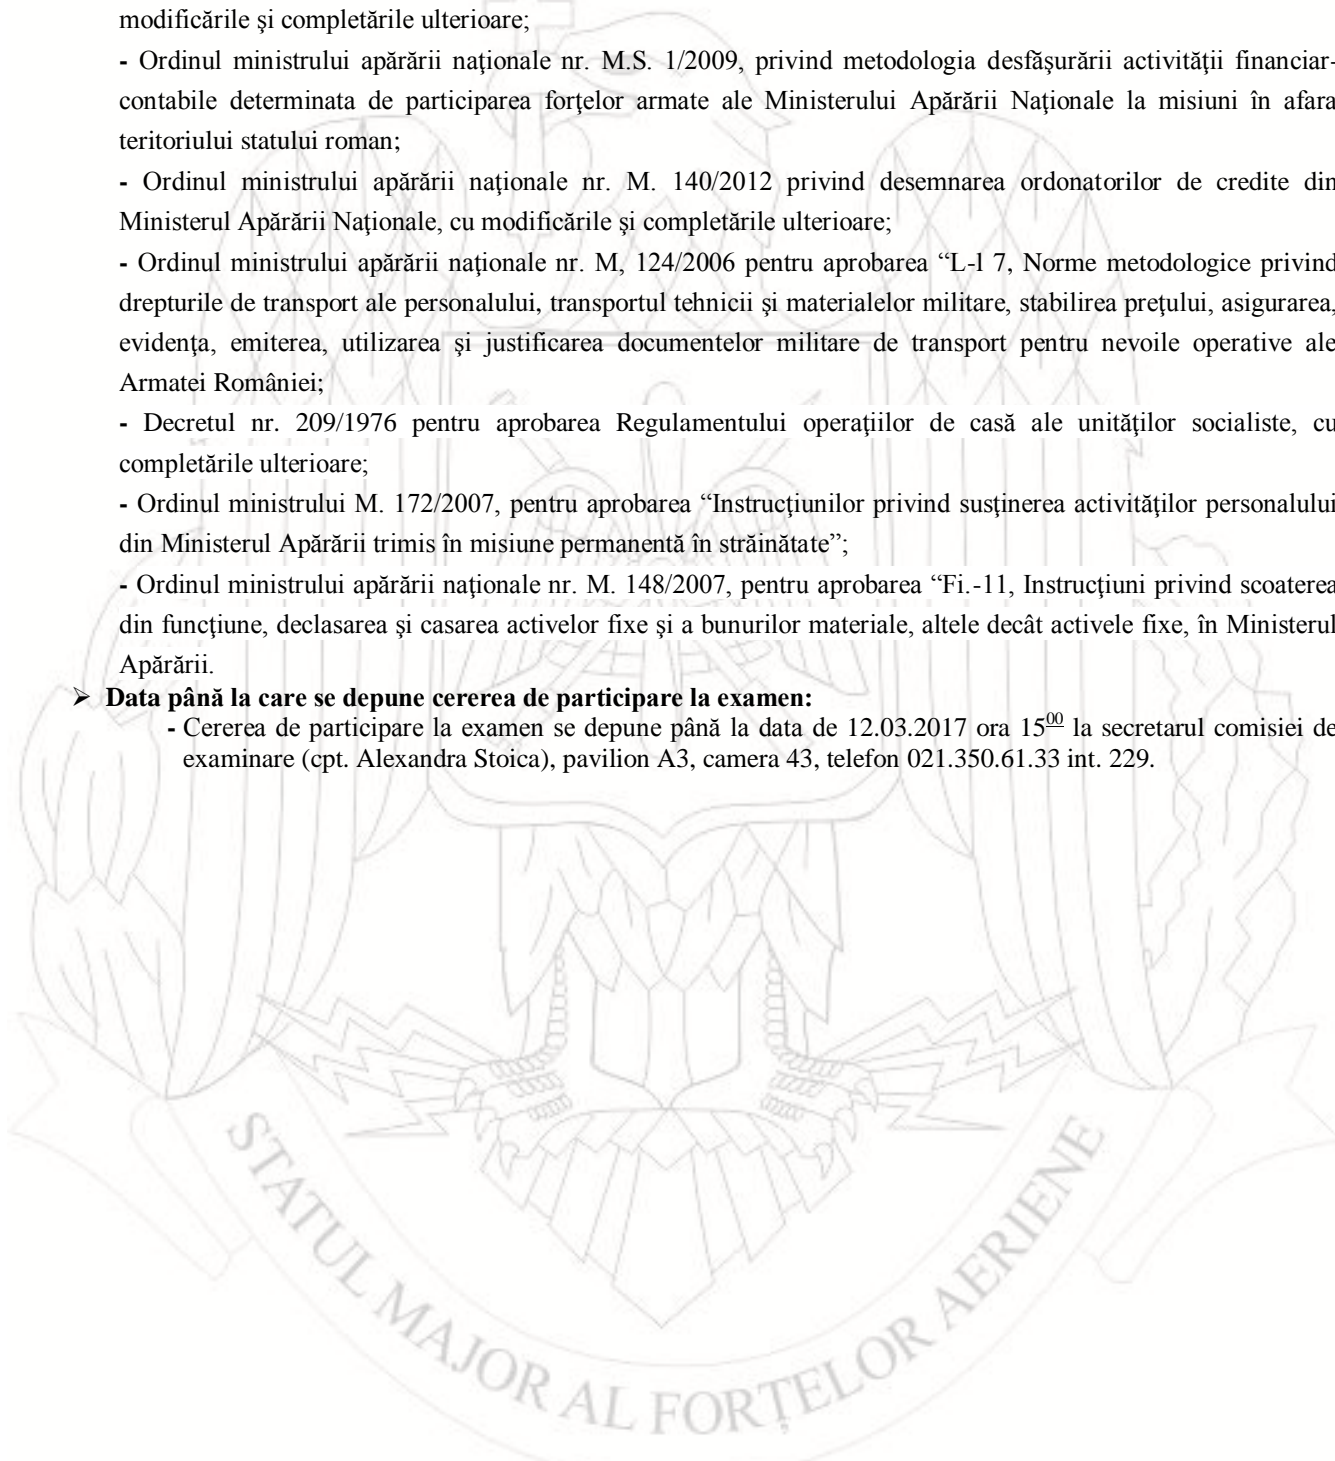 modificările şi completările ulterioare;
- Ordinul ministrului apărării naţionale nr. M.S. 1/2009, privind metodologia desfăşurării activităţii financiar-
contabile determinata de participarea forţelor armate ale Ministerului Apărării Naţionale la misiuni în afara
teritoriului statului roman;
- Ordinul ministrului apărării naţionale nr. M. 140/2012 privind desemnarea ordonatorilor de credite din
Ministerul Apărării Naţionale, cu modificările şi completările ulterioare;
- Ordinul ministrului apărării naţionale nr. M, 124/2006 pentru aprobarea “L-l 7, Norme metodologice privind
drepturile de transport ale personalului, transportul tehnicii şi materialelor militare, stabilirea preţului, asigurarea,
evidenţa, emiterea, utilizarea şi justificarea documentelor militare de transport pentru nevoile operative ale
Armatei României;
- Decretul nr. 209/1976 pentru aprobarea Regulamentului operaţiilor de casă ale unităţilor socialiste, cu
completările ulterioare;
- Ordinul ministrului M. 172/2007, pentru aprobarea “Instrucţiunilor privind susţinerea activităţilor personalului
din Ministerul Apărării trimis în misiune permanentă în străinătate”;
- Ordinul ministrului apărării naţionale nr. M. 148/2007, pentru aprobarea “Fi.-11, Instrucţiuni privind scoaterea
din funcţiune, declasarea şi casarea activelor fixe şi a bunurilor materiale, altele decât activele fixe, în Ministerul
Apărării.
➢ Data până la care se depune cererea de participare la examen:
- Cererea de participare la examen se depune până la data de 12.03.2017 ora 15⁰⁰ la secretarul comisiei de
examinare (cpt. Alexandra Stoica), pavilion A3, camera 43, telefon 021.350.61.33 int. 229.
STATUL MAJOR AL FORŢELOR AERIENE